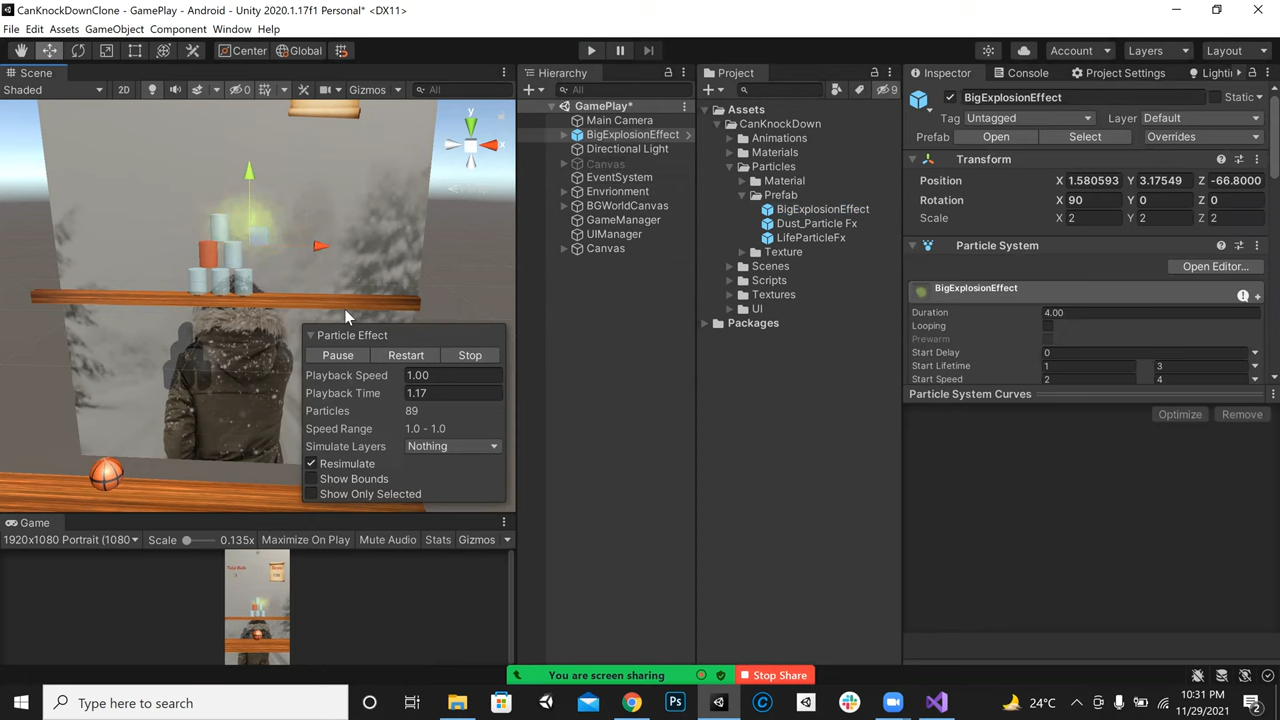 CanKnockDownClone - GamePlay - Android - Unity 2020.1.17f1 Personal* <DX11>
File Edit Assets GameObject Component Window Help
Center Global Account Layers Layout
Scene
Shaded 2D 0 Gizmos All
Particle Effect
Pause Restart Stop
Playback Speed 1.00
Playback Time 1.17
Particles 89
Speed Range 1.0 - 1.0
Simulate Layers Nothing
Resimulate
Show Bounds
Show Only Selected
Game
1920x1080 Portrait (1080 Scale 0.135x Maximize On Play Mute Audio Stats Gizmos
Hierarchy
All
GamePlay*
Main Camera
BigExplosionEffect
Directional Light
Canvas
EventSystem
Envrionment
BGWorldCanvas
GameManager
UIManager
Canvas
Project
9
Assets
CanKnockDown
Animations
Materials
Particles
Material
Prefab
BigExplosionEffect
Dust_Particle Fx
LifeParticleFx
Texture
Scenes
Scripts
Textures
UI
Packages
Inspector Console Project Settings Lightin
BigExplosionEffect Static
Tag Untagged Layer Default
Prefab Open Select Overrides
Transform
Position X 1.580593 Y 3.17549 Z -66.8000
Rotation X 90 Y 0 Z 0
Scale X 2 Y 2 Z 2
Particle System
Open Editor...
BigExplosionEffect
Duration 4.00
Looping
Prewarm
Start Delay 0
Start Lifetime 1 3
Start Speed 2 4
Particle System Curves
Optimize Remove
You are screen sharing Stop Share
Type here to search
24°C
10:31 PM
11/29/2021